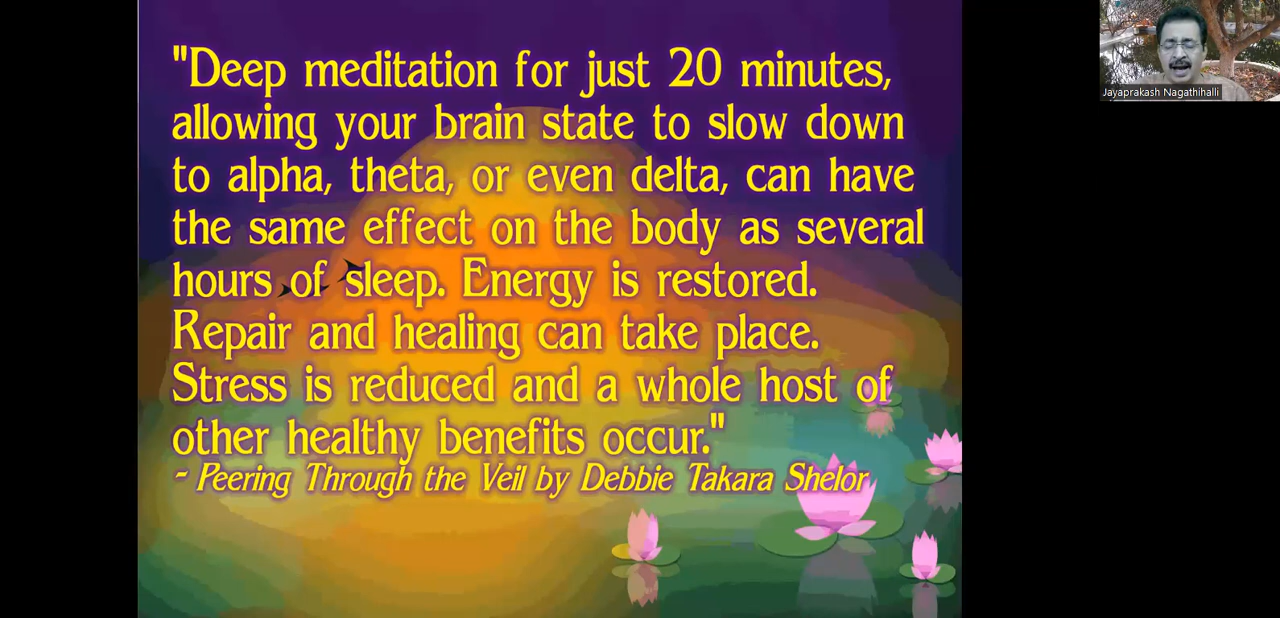 "Deep meditation for just 20 minutes,
allowing your brain state to slow down
to alpha, theta, or even delta, can have
the same effect on the body as several
hours of sleep. Energy is restored.
Repair and healing can take place.
Stress is reduced and a whole host of
other healthy benefits occur."
~ Peering Through the Veil by Debbie Takara Shelor
Jayaprakash Nagathihalli